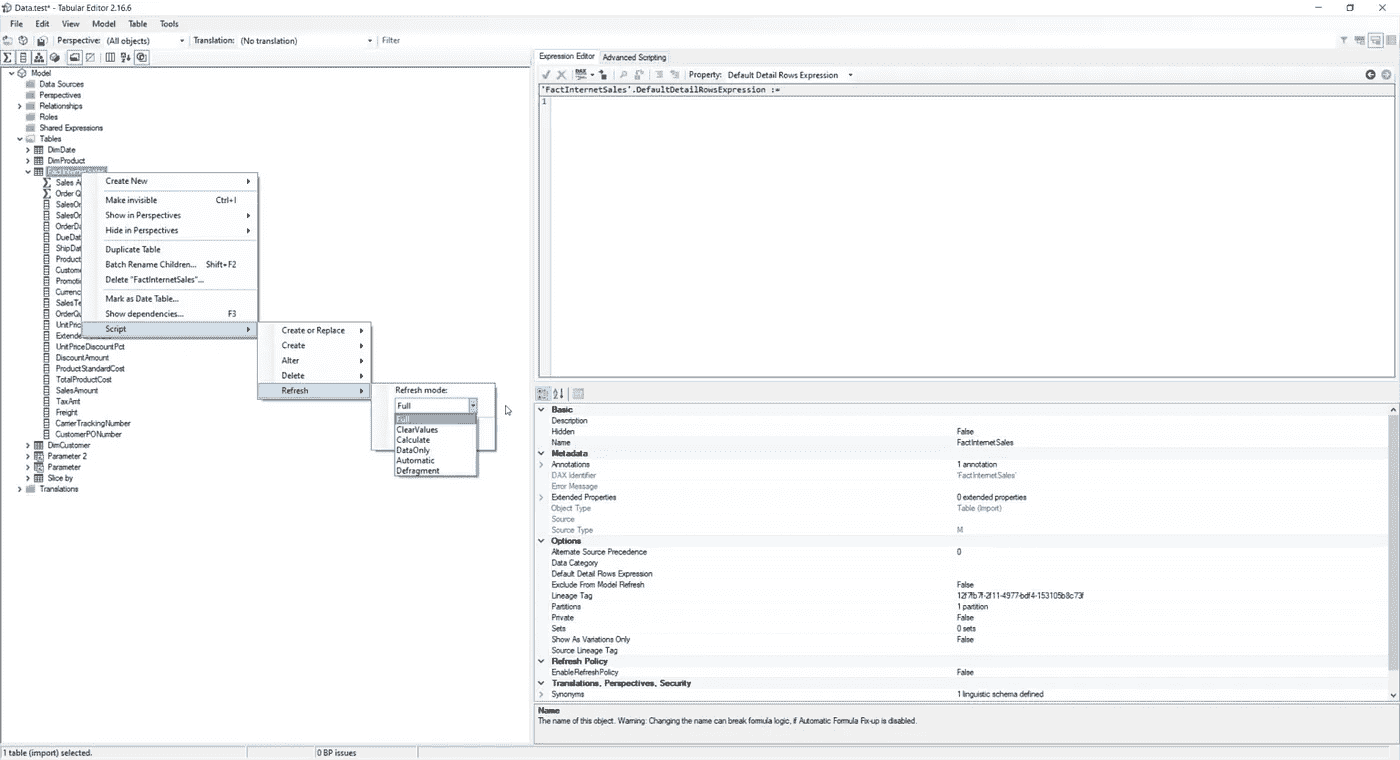 Data.test* - Tabular Editor 2.16.6
File Edit View Model Table Tools
Perspective: (All objects) Translation: (No translation) Filter
Model
Data Sources
Perspectives
Relationships
Roles
Shared Expressions
Tables
DimDate
DimProduct
FactInternetSales
Sales A
Order Q
SalesOr
SalesOr
OrderDa
DueDat
ShipDat
Product
Custome
Promoti
Currenc
SalesTe
OrderQu
UnitPric
Extende
UnitPriceDiscountPct
DiscountAmount
ProductStandardCost
TotalProductCost
SalesAmount
TaxAmt
Freight
CarrierTrackingNumber
CustomerPONumber
DimCustomer
Parameter 2
Parameter
Slice by
Translations
Create New
Make invisible Ctrl+I
Show in Perspectives
Hide in Perspectives
Duplicate Table
Batch Rename Children... Shift+F2
Delete "FactInternetSales"...
Mark as Date Table...
Show dependencies... F3
Script
Create or Replace
Create
Alter
Delete
Refresh
Refresh mode:
Full
Full
ClearValues
Calculate
DataOnly
Automatic
Defragment
Expression Editor Advanced Scripting
DAX Property: Default Detail Rows Expression
'FactInternetSales'.DefaultDetailRowsExpression :=
1
Basic
Description
Hidden False
Name FactInternetSales
Metadata
Annotations 1 annotation
DAX Identifier 'FactInternetSales'
Error Message
Extended Properties 0 extended properties
Object Type Table (Import)
Source
Source Type M
Options
Alternate Source Precedence 0
Data Category
Default Detail Rows Expression
Exclude From Model Refresh False
Lineage Tag 12f7fb7f-2f11-4977-bdf4-153105b8c73f
Partitions 1 partition
Private False
Sets 0 sets
Show As Variations Only False
Source Lineage Tag
Refresh Policy
EnableRefreshPolicy False
Translations, Perspectives, Security
Synonyms 1 linguistic schema defined
Name
The name of this object. Warning: Changing the name can break formula logic, if Automatic Formula Fix-up is disabled.
1 table (import) selected. 0 BP issues